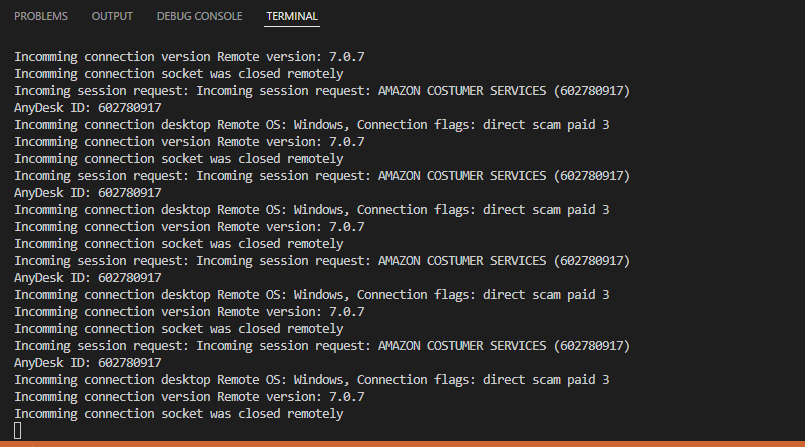 PROBLEMS OUTPUT DEBUG CONSOLE TERMINAL
Incomming connection version Remote version: 7.0.7
Incomming connection socket was closed remotely
Incoming session request: Incoming session request: AMAZON COSTUMER SERVICES (602780917)
AnyDesk ID: 602780917
Incomming connection desktop Remote OS: Windows, Connection flags: direct scam paid 3
Incomming connection version Remote version: 7.0.7
Incomming connection socket was closed remotely
Incoming session request: Incoming session request: AMAZON COSTUMER SERVICES (602780917)
AnyDesk ID: 602780917
Incomming connection desktop Remote OS: Windows, Connection flags: direct scam paid 3
Incomming connection version Remote version: 7.0.7
Incomming connection socket was closed remotely
Incoming session request: Incoming session request: AMAZON COSTUMER SERVICES (602780917)
AnyDesk ID: 602780917
Incomming connection desktop Remote OS: Windows, Connection flags: direct scam paid 3
Incomming connection version Remote version: 7.0.7
Incomming connection socket was closed remotely
Incoming session request: Incoming session request: AMAZON COSTUMER SERVICES (602780917)
AnyDesk ID: 602780917
Incomming connection desktop Remote OS: Windows, Connection flags: direct scam paid 3
Incomming connection version Remote version: 7.0.7
Incomming connection socket was closed remotely